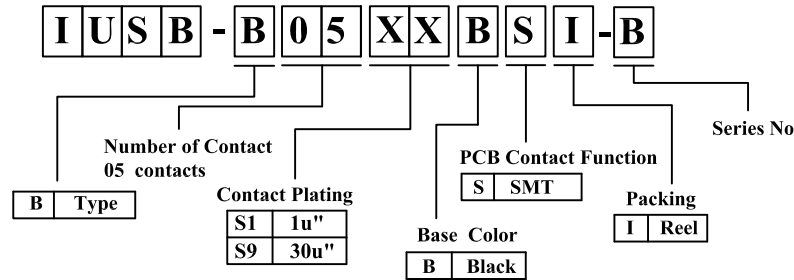 IUSB-B05XXBSI-B
Series No
Number of Contact
05 contacts
PCB Contact Function
S SMT
B Type
Contact Plating
S1 1u"
S9 30u"
Packing
I Reel
Base Color
B Black